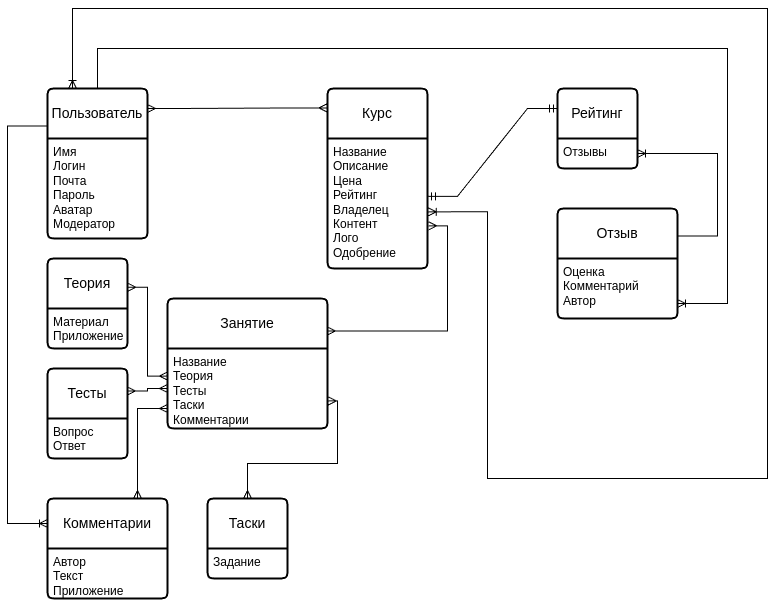 Пользователь
Имя
Логин
Почта
Пароль
Аватар
Модератор
Курс
Название
Описание
Цена
Рейтинг
Владелец
Контент
Лого
Одобрение
Рейтинг
Отзывы
Отзыв
Оценка
Комментарий
Автор
Теория
Материал
Приложение
Занятие
Название
Теория
Тесты
Таски
Комментарии
Тесты
Вопрос
Ответ
Комментарии
Автор
Текст
Приложение
Таски
Задание